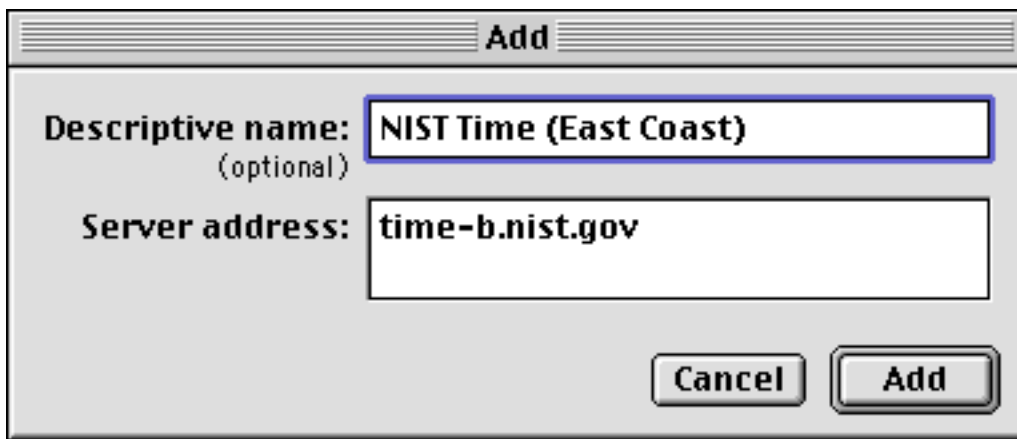 Add
Descriptive name: NIST Time (East Coast)
(optional)
Server address: time-b.nist.gov
Cancel Add